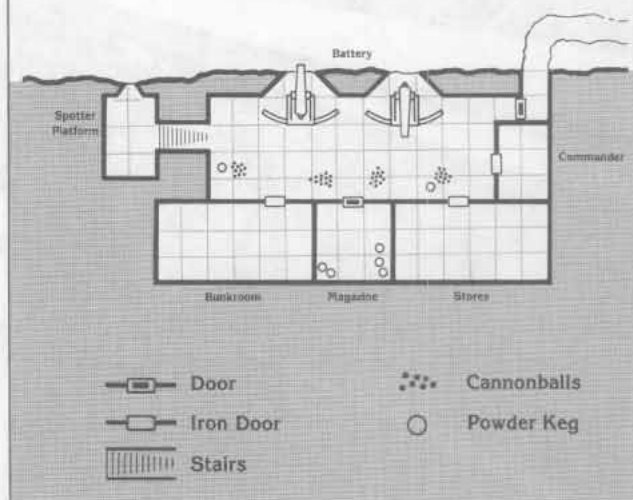 Battery
Spotter
Platform
Commander
Bunkroom
Magazine
Stores
Door
Cannonballs
Iron Door
Powder Keg
Stairs